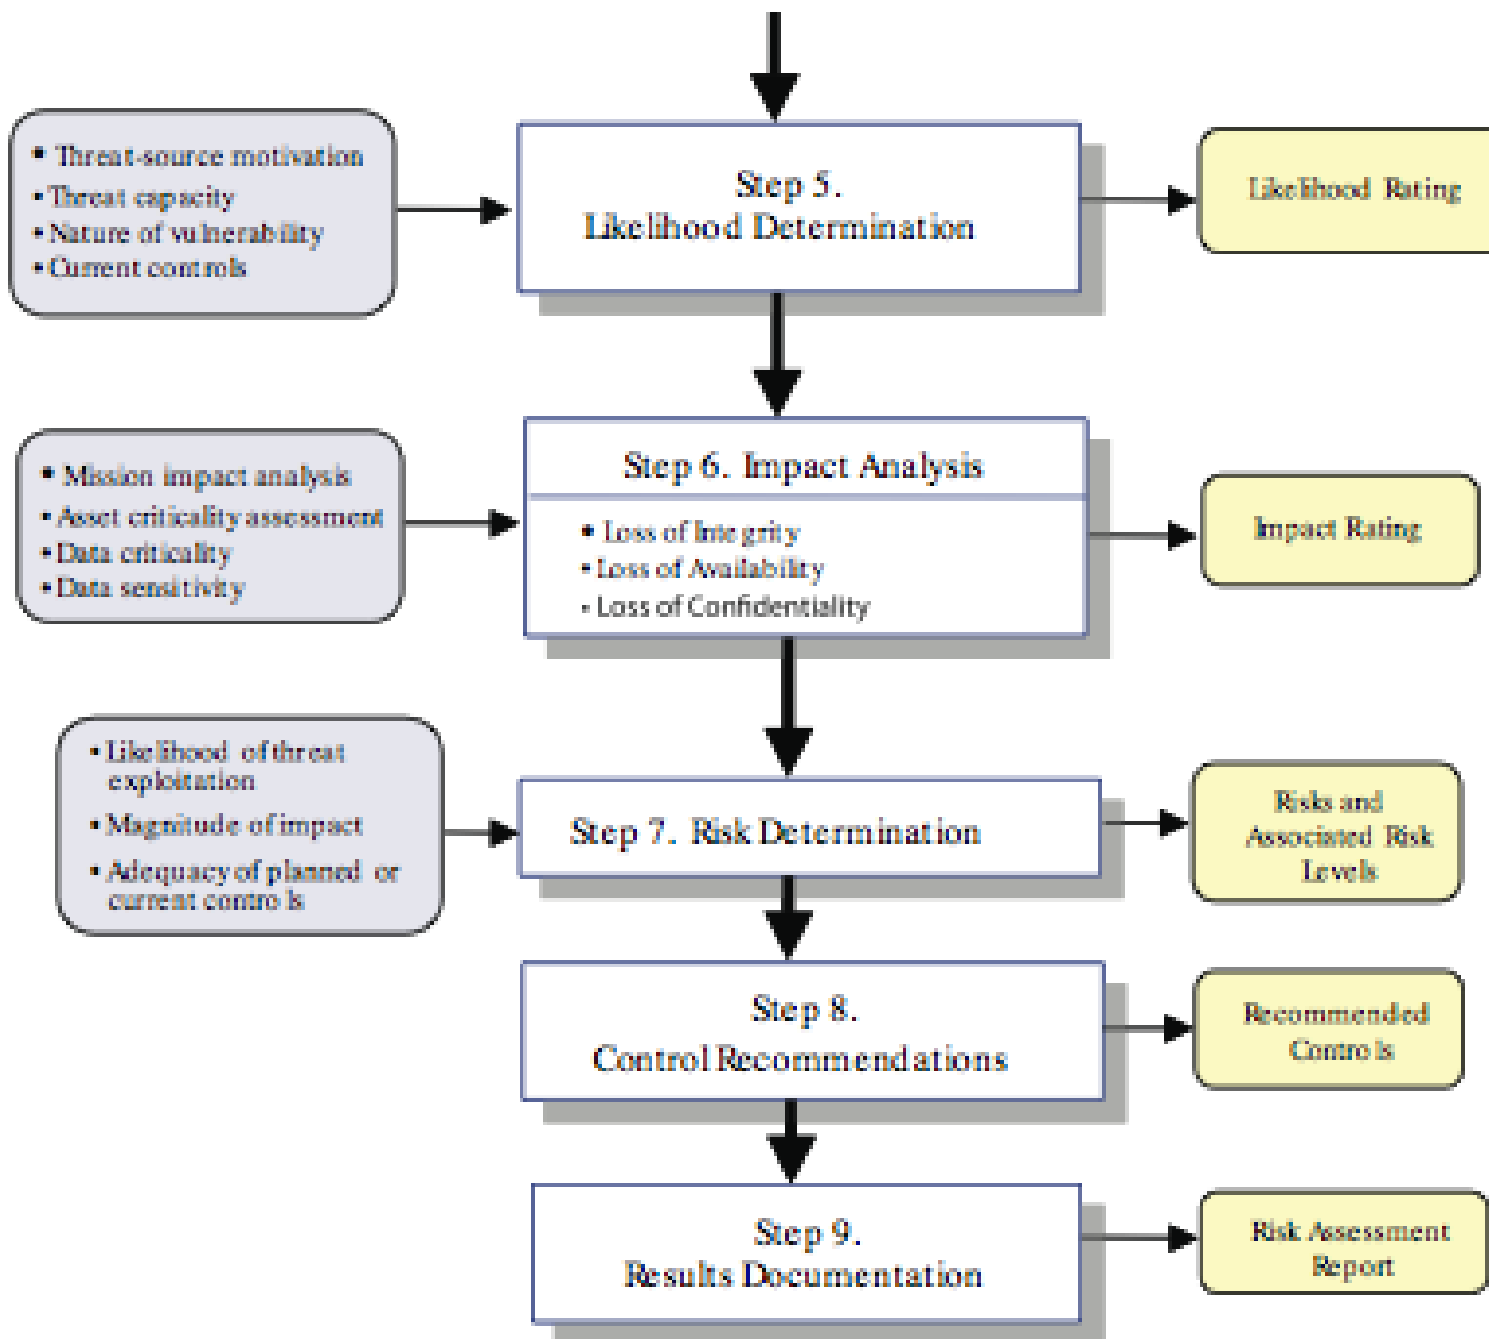 • Threat-source motivation
• Threat capacity
• Nature of vulnerability
• Current controls
Step 5.
Likelihood Determination
Likelihood Rating
• Mission impact analysis
• Asset criticality assessment
• Data criticality
• Data sensitivity
Step 6. Impact Analysis
• Loss of Integrity
• Loss of Availability
• Loss of Confidentiality
Impact Rating
• Likelihood of threat
exploitation
• Magnitude of impact
• Adequacy of planned or
current controls
Step 7. Risk Determination
Risks and
Associated Risk
Levels
Step 8.
Control Recommendations
Recommended
Controls
Step 9.
Results Documentation
Risk Assessment
Report